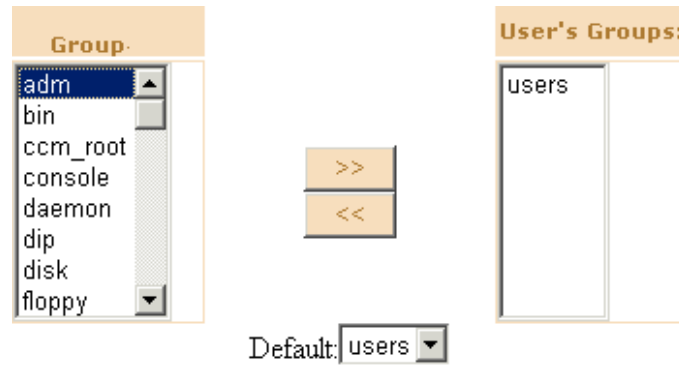 Group
User's Groups:
adm
bin
ccm_root
console
daemon
dip
disk
floppy
>>
<<
users
Default: users